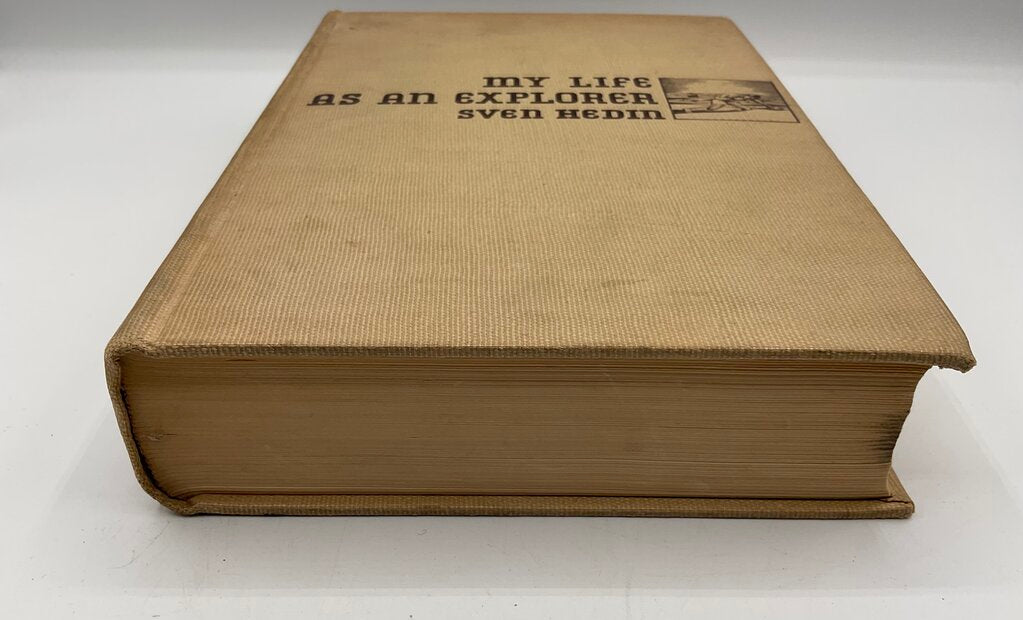 MY LIFE
AS AN EXPLORER
SVEN HEDIN